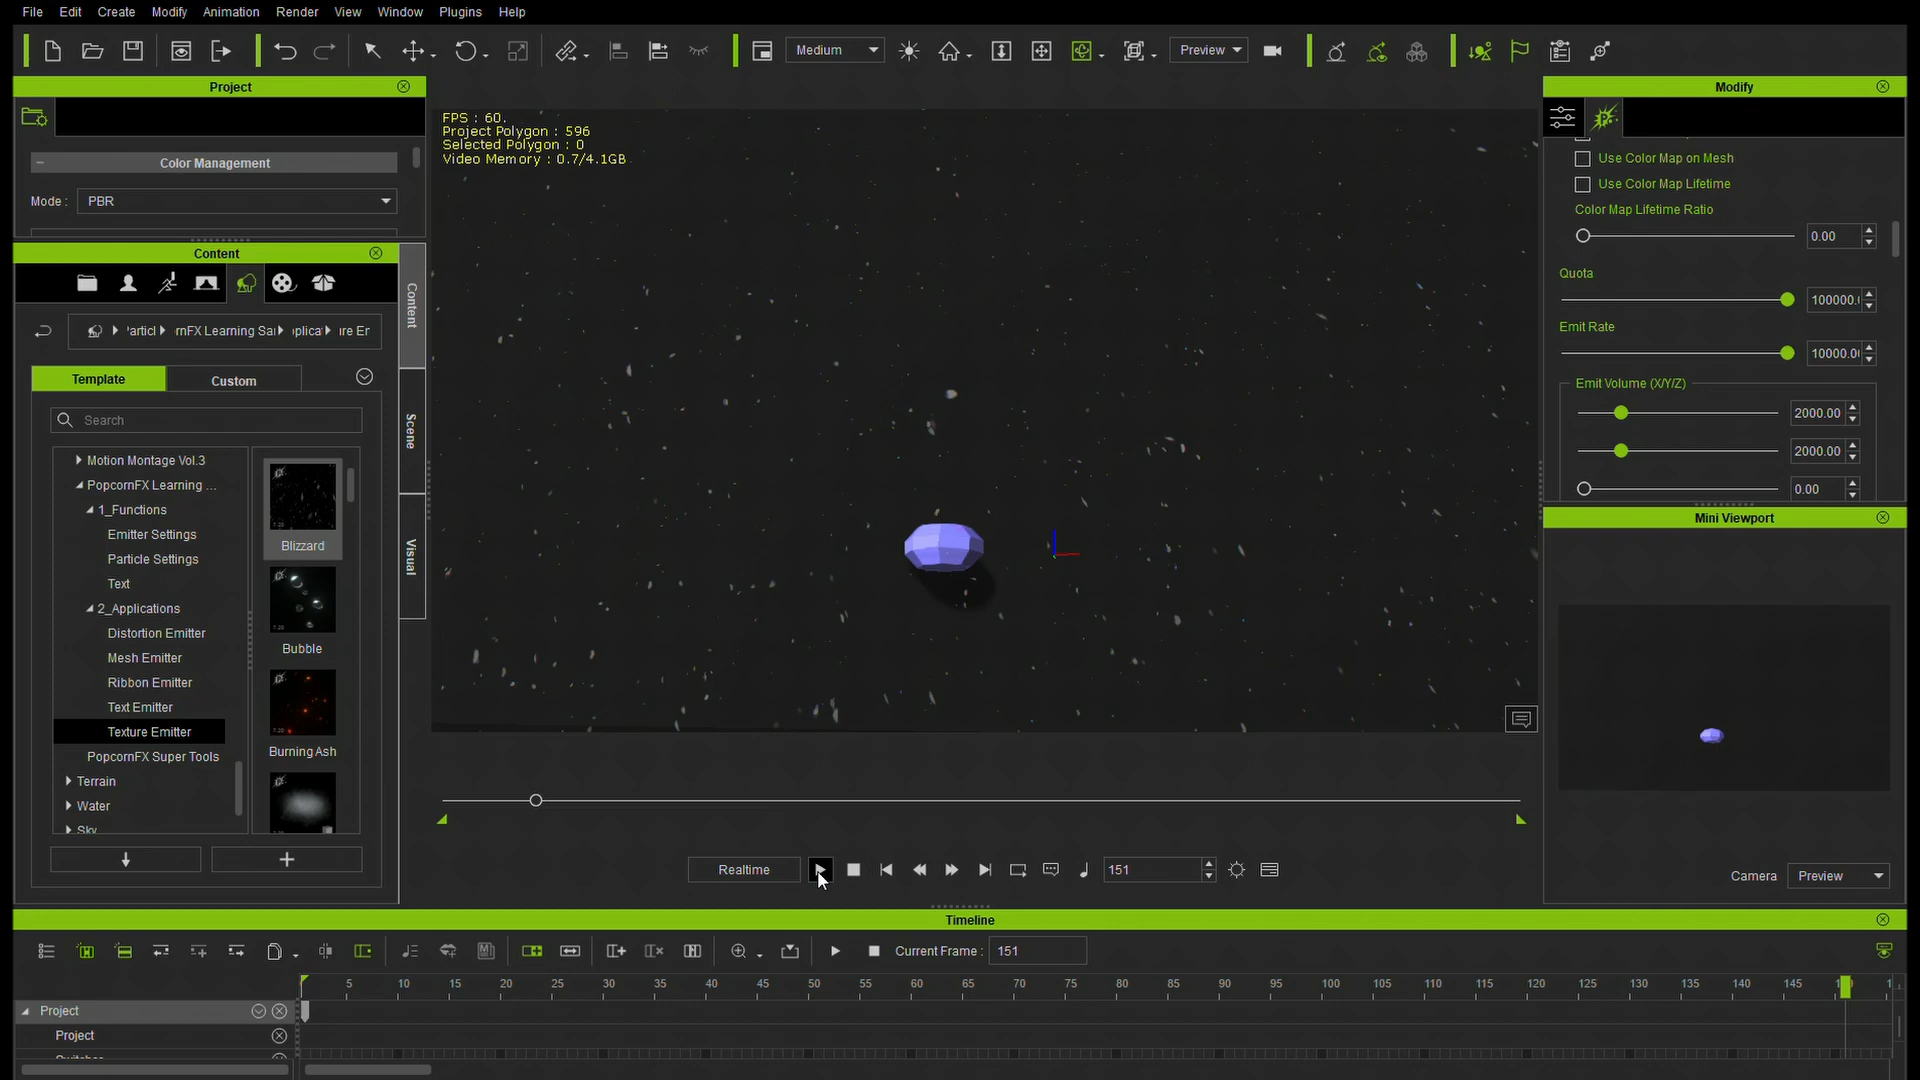 File Edit Create Modify Animation Render View Window Plugins Help
Medium
Preview
Project
Color Management
Mode : PBR
Content
rnFX Learning Sai
Template
Custom
Search
Motion Montage Vol.3
PopcornFX Learning ...
1_Functions
Emitter Settings
Particle Settings
Text
2_Applications
Distortion Emitter
Mesh Emitter
Ribbon Emitter
Text Emitter
Texture Emitter
PopcornFX Super Tools
Terrain
Water
Sky
Blizzard
Bubble
Burning Ash
Content
Scene
Visual
FPS : 60.
Project Polygon : 596
Selected Polygon : 0
Video Memory : 0.7/4.1GB
Realtime
151
Modify
Use Color Map on Mesh
Use Color Map Lifetime
Color Map Lifetime Ratio
0.00
Quota
100000.
Emit Rate
10000.0
Emit Volume (X/Y/Z)
2000.00
2000.00
0.00
Mini Viewport
Camera Preview
Timeline
Current Frame : 151
5 10 15 20 25 30 35 40 45 50 55 60 65 70 75 80 85 90 95 100 105 110 115 120 125 130 135 140 145
Project
Project